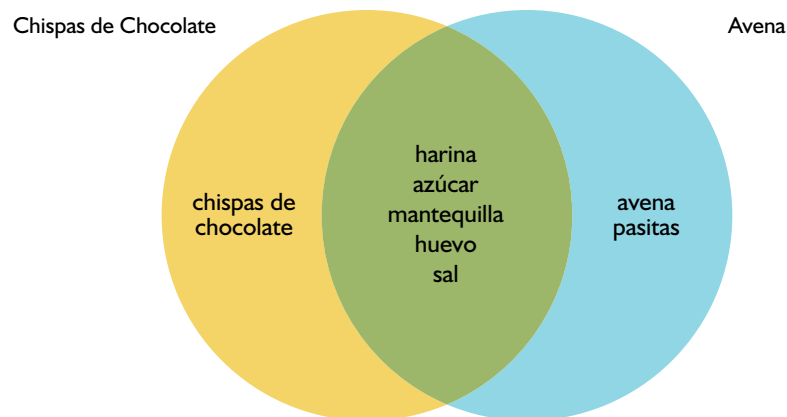 Chispas de Chocolate
Avena
chispas de
chocolate
harina
azúcar
mantequilla
huevo
sal
avena
pasitas